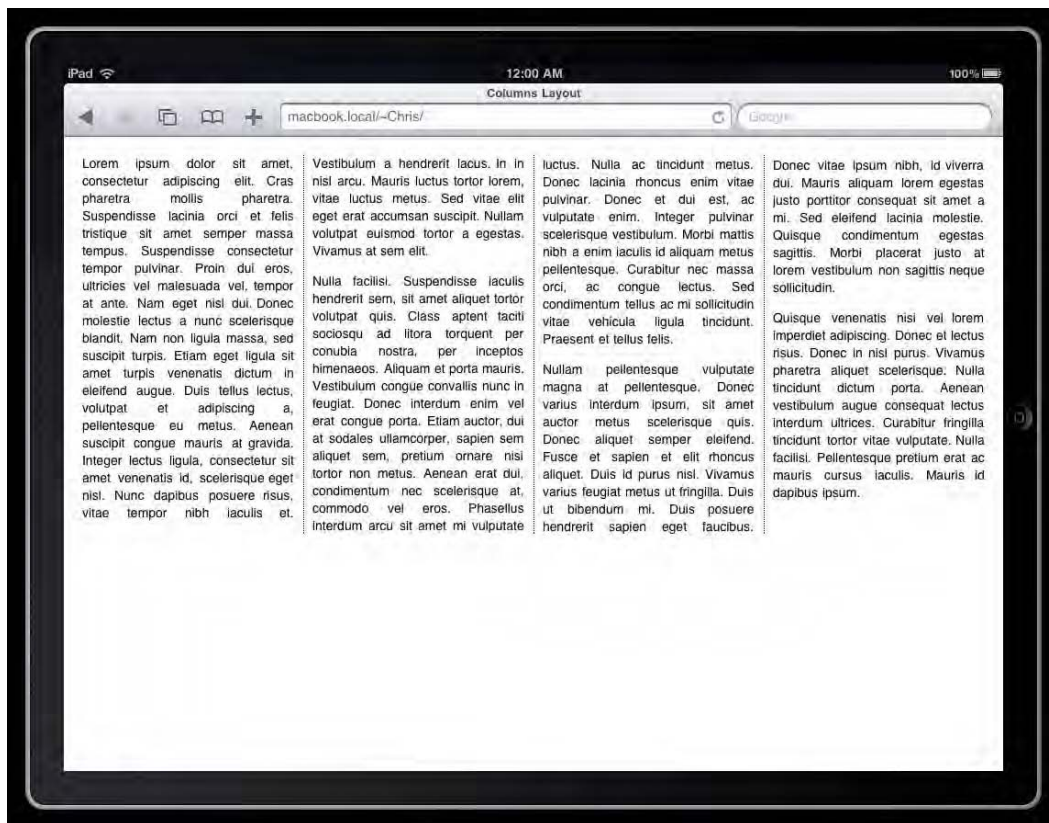 iPad 12:00 AM 100%
Columns Layout
macbook.local/~Chris/ Google
Lorem ipsum dolor sit amet,
consectetur adipiscing elit. Cras
pharetra mollis pharetra.
Suspendisse lacinia orci et felis
tristique sit amet semper massa
tempus. Suspendisse consectetur
tempor pulvinar. Proin dui eros,
ultricies vel malesuada vel, tempor
at ante. Nam eget nisl dui. Donec
molestie lectus a nunc scelerisque
blandit. Nam non ligula massa, sed
suscipit turpis. Etiam eget ligula sit
amet turpis venenatis dictum in
eleifend augue. Duis tellus lectus,
volutpat et adipiscing a,
pellentesque eu metus. Aenean
suscipit congue mauris at gravida.
Integer lectus ligula, consectetur sit
amet venenatis id, scelerisque eget
nisl. Nunc dapibus posuere risus,
vitae tempor nibh iaculis et.
Vestibulum a hendrerit lacus. In in
nisl arcu. Mauris luctus tortor lorem,
vitae luctus metus. Sed vitae elit
eget erat accumsan suscipit. Nullam
volutpat euismod tortor a egestas.
Vivamus at sem elit.
Nulla facilisi. Suspendisse iaculis
hendrerit sem, sit amet aliquet tortor
volutpat quis. Class aptent taciti
sociosqu ad litora torquent per
conubia nostra, per inceptos
himenaeos. Aliquam et porta mauris.
Vestibulum congue convallis nunc in
feugiat. Donec interdum enim vel
erat congue porta. Etiam auctor, dui
at sodales ullamcorper, sapien sem
aliquet sem, pretium ornare nisi
tortor non metus. Aenean erat dui,
condimentum nec scelerisque at,
commodo vel eros. Phasellus
interdum arcu sit amet mi vulputate
luctus. Nulla ac tincidunt metus.
Donec lacinia rhoncus enim vitae
pulvinar. Donec et dui est, ac
vulputate enim. Integer pulvinar
scelerisque vestibulum. Morbi mattis
nibh a enim iaculis id aliquam metus
pellentesque. Curabitur nec massa
orci, ac congue lectus. Sed
condimentum tellus ac mi sollicitudin
vitae vehicula ligula tincidunt.
Praesent et tellus felis.
Nullam pellentesque vulputate
magna at pellentesque. Donec
varius interdum ipsum, sit amet
auctor metus scelerisque quis.
Donec aliquet semper eleifend.
Fusce et sapien et elit rhoncus
aliquet. Duis id purus nisl. Vivamus
varius feugiat metus ut fringilla. Duis
ut bibendum mi. Duis posuere
hendrerit sapien eget faucibus.
Donec vitae ipsum nibh, id viverra
dui. Mauris aliquam lorem egestas
justo porttitor consequat sit amet a
mi. Sed eleifend lacinia molestie.
Quisque condimentum egestas
sagittis. Morbi placerat justo at
lorem vestibulum non sagittis neque
sollicitudin.
Quisque venenatis nisi vel lorem
imperdiet adipiscing. Donec et lectus
risus. Donec in nisl purus. Vivamus
pharetra aliquet scelerisque. Nulla
tincidunt dictum porta. Aenean
vestibulum augue consequat lectus
interdum ultrices. Curabitur fringilla
tincidunt tortor vitae vulputate. Nulla
facilisi. Pellentesque pretium erat ac
mauris cursus iaculis. Mauris id
dapibus ipsum.